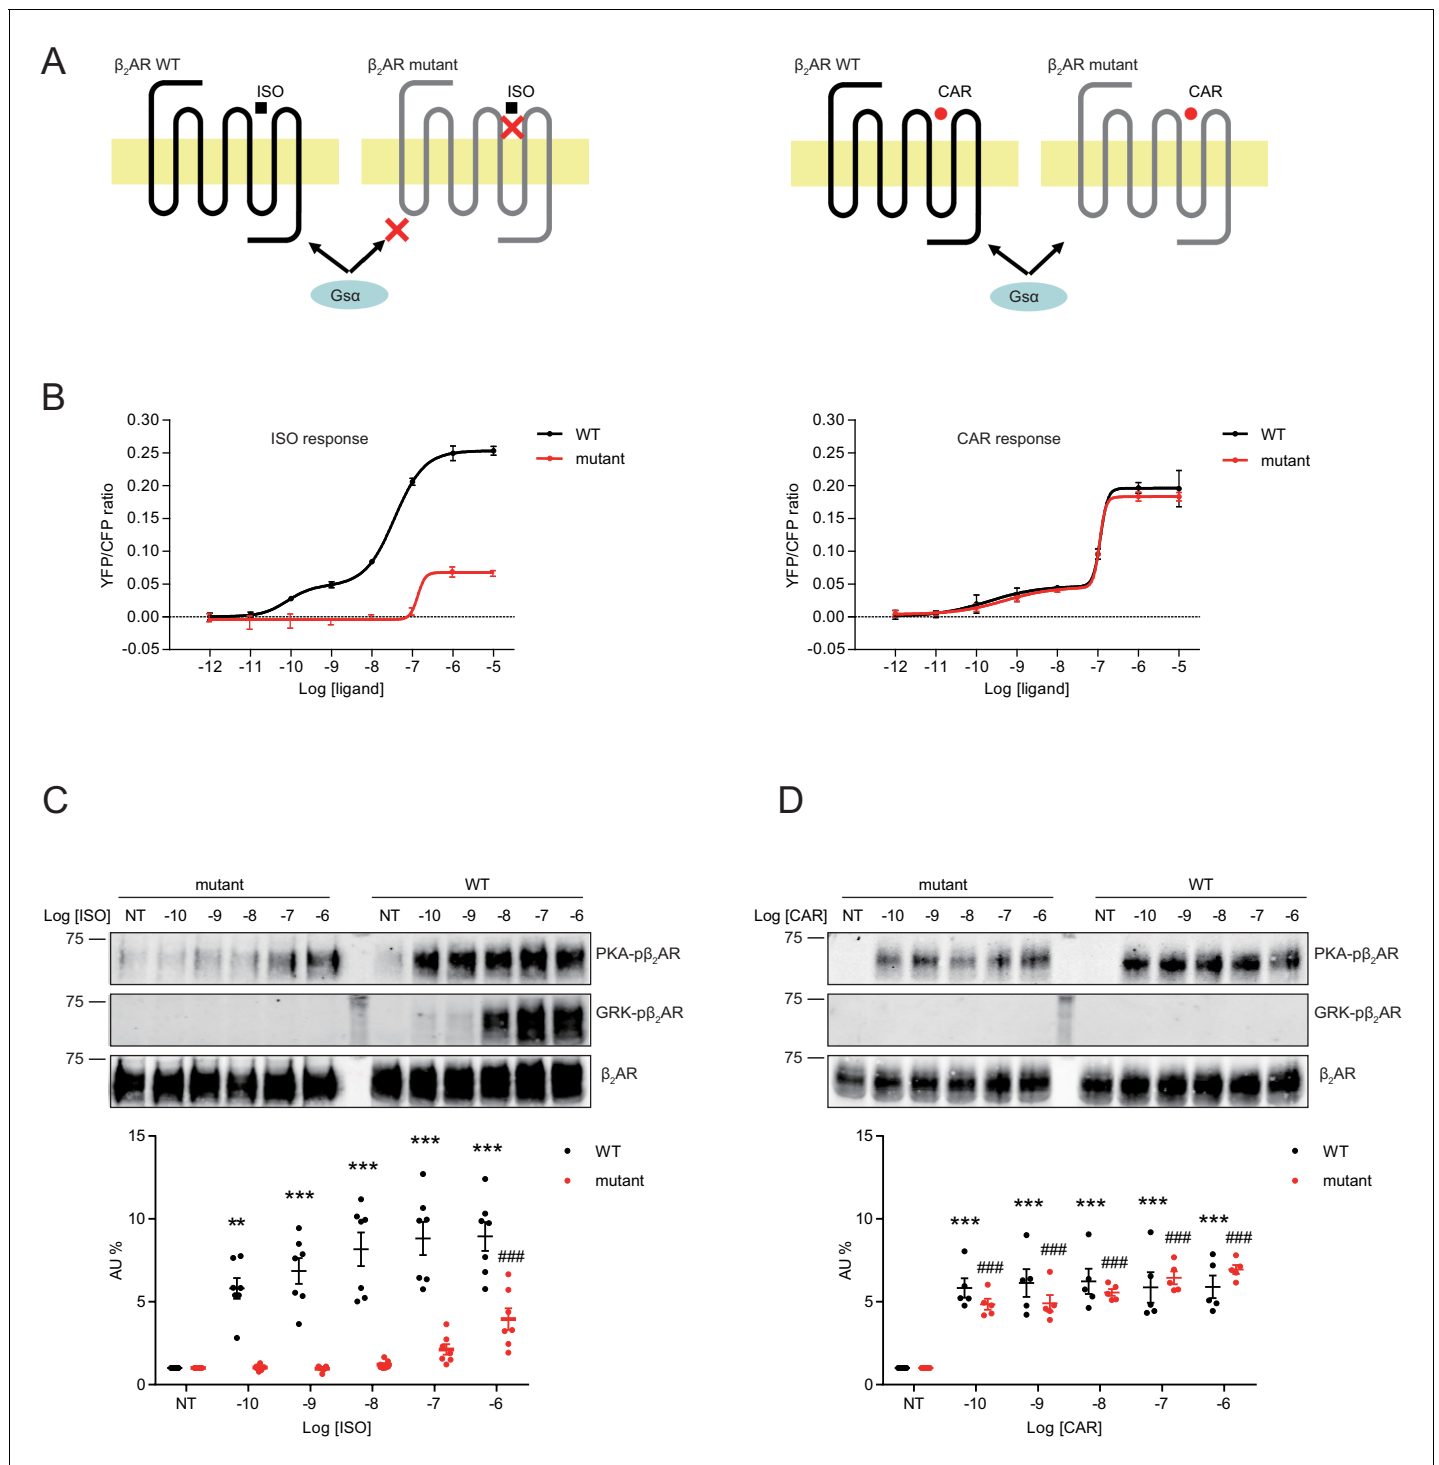 A
β2AR WT
ISO
β2AR mutant
ISO
Gsα
β2AR WT
CAR
β2AR mutant
CAR
Gsα
B
ISO response
WT
mutant
YFP/CFP ratio
0.30
0.25
0.20
0.15
0.10
0.05
0.00
-0.05
-12 -11 -10 -9 -8 -7 -6 -5
Log [ligand]
CAR response
WT
mutant
YFP/CFP ratio
0.30
0.25
0.20
0.15
0.10
0.05
0.00
-0.05
-12 -11 -10 -9 -8 -7 -6 -5
Log [ligand]
C
mutant WT
Log [ISO] NT -10 -9 -8 -7 -6 NT -10 -9 -8 -7 -6
75
PKA-pβ2AR
75
GRK-pβ2AR
75
β2AR
15
10
5
0
AU %
** *** *** *** *** ###
WT
mutant
NT -10 -9 -8 -7 -6
Log [ISO]
D
mutant WT
Log [CAR] NT -10 -9 -8 -7 -6 NT -10 -9 -8 -7 -6
75
PKA-pβ2AR
75
GRK-pβ2AR
75
β2AR
15
10
5
0
AU %
*** ### *** ### *** ### *** ### *** ###
WT
mutant
NT -10 -9 -8 -7 -6
Log [CAR]